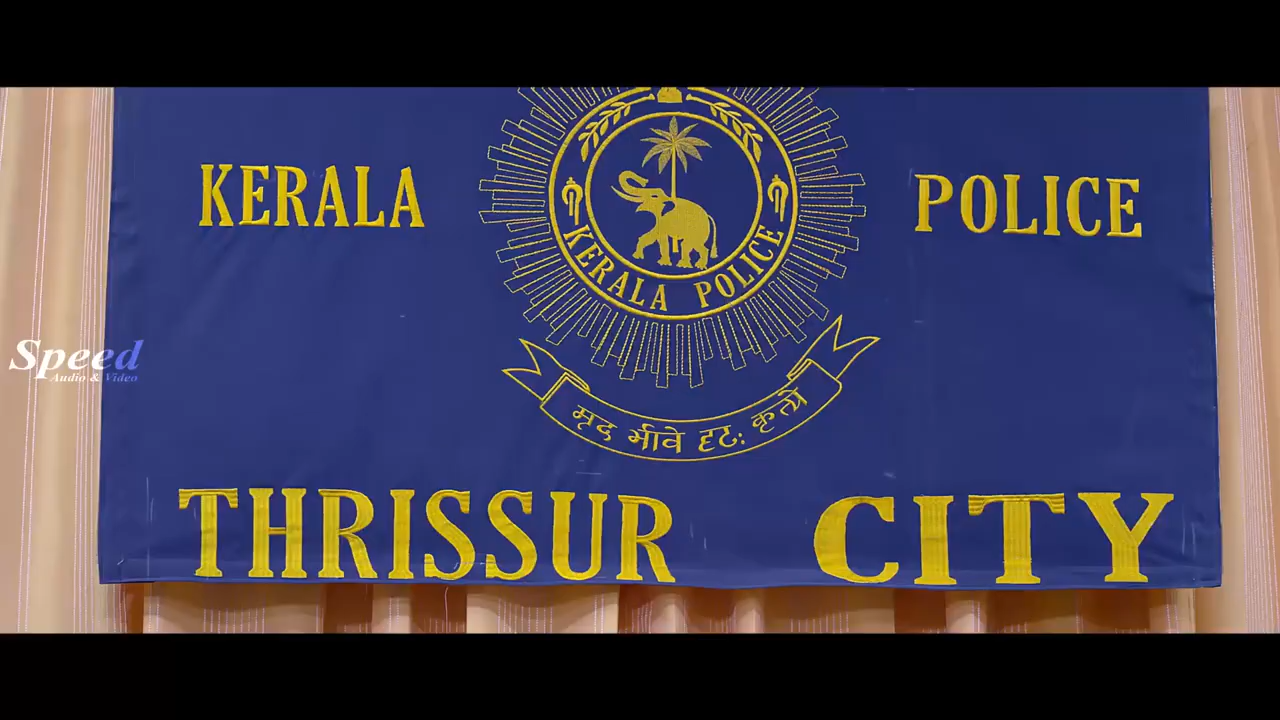 KERALA POLICE
KERALA POLICE
Speed
Audio & Video
मृदु भावे दृढ: कृत्ये
THRISSUR CITY